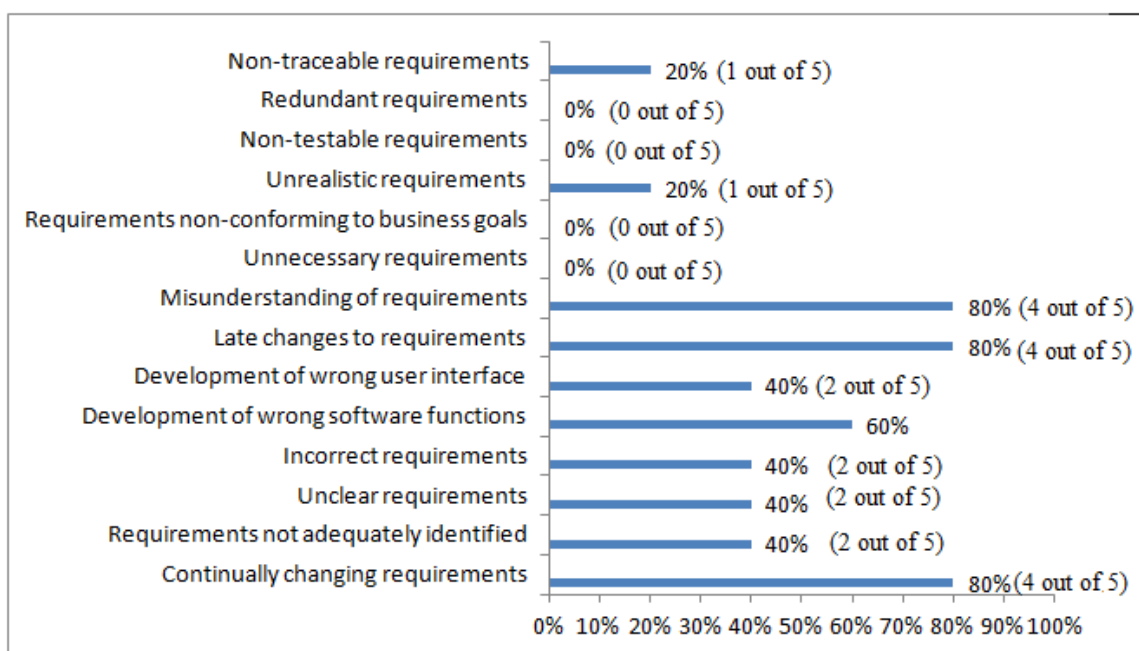 Non-traceable requirements 20% (1 out of 5)
Redundant requirements 0% (0 out of 5)
Non-testable requirements 0% (0 out of 5)
Unrealistic requirements 20% (1 out of 5)
Requirements non-conforming to business goals 0% (0 out of 5)
Unnecessary requirements 0% (0 out of 5)
Misunderstanding of requirements 80% (4 out of 5)
Late changes to requirements 80% (4 out of 5)
Development of wrong user interface 40% (2 out of 5)
Development of wrong software functions 60%
Incorrect requirements 40% (2 out of 5)
Unclear requirements 40% (2 out of 5)
Requirements not adequately identified 40% (2 out of 5)
Continually changing requirements 80% (4 out of 5)
0% 10% 20% 30% 40% 50% 60% 70% 80% 90% 100%